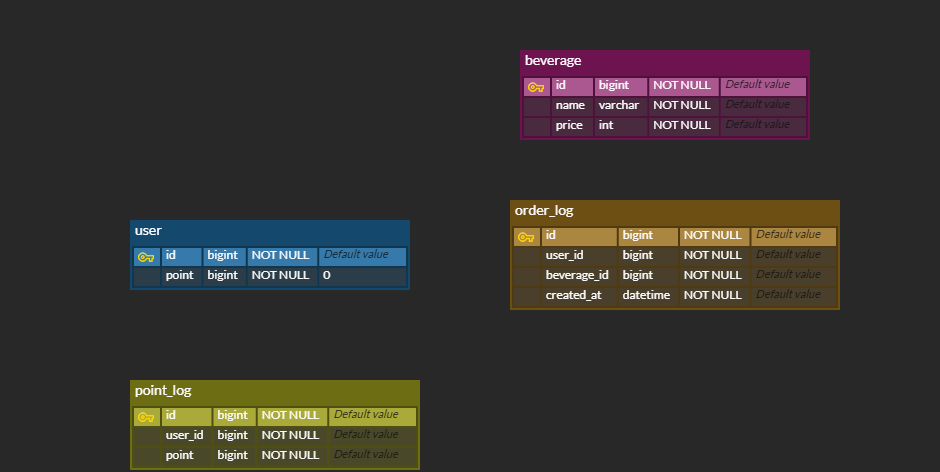 beverage
id bigint NOT NULL Default value
name varchar NOT NULL Default value
price int NOT NULL Default value
order_log
id bigint NOT NULL Default value
user_id bigint NOT NULL Default value
beverage_id bigint NOT NULL Default value
created_at datetime NOT NULL Default value
user
id bigint NOT NULL Default value
point bigint NOT NULL 0
point_log
id bigint NOT NULL Default value
user_id bigint NOT NULL Default value
point bigint NOT NULL Default value